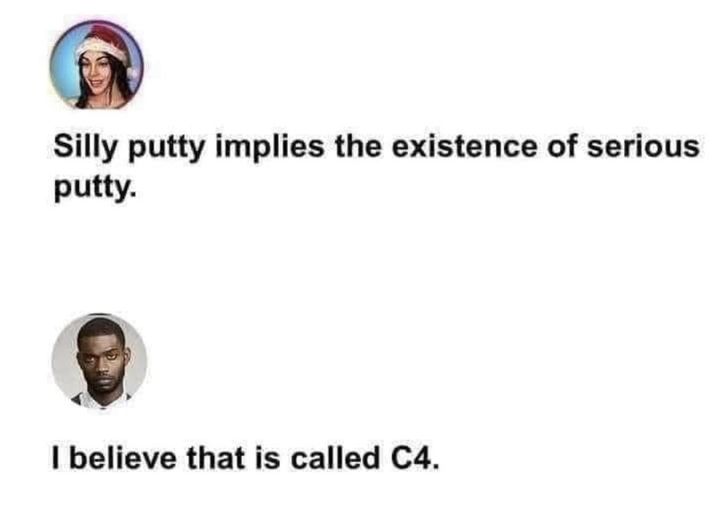 Silly putty implies the existence of serious
putty.
I believe that is called C4.